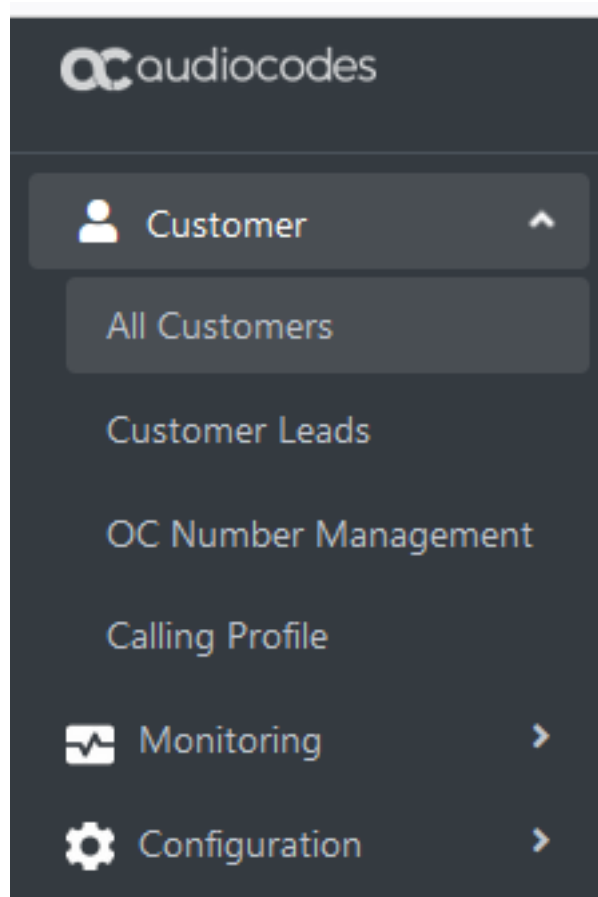 audiocodes
Customer
All Customers
Customer Leads
OC Number Management
Calling Profile
Monitoring
Configuration